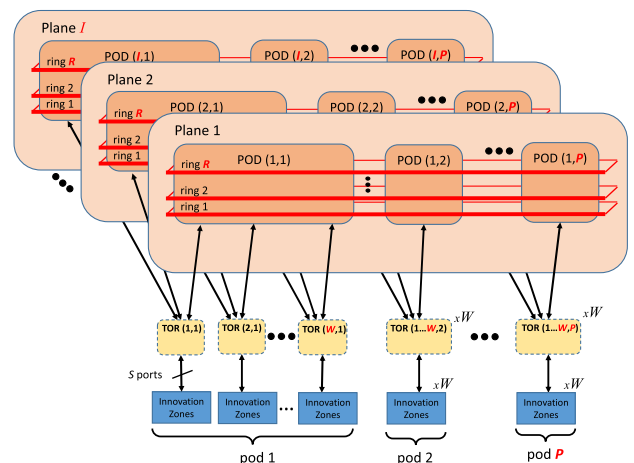 Plane I
POD (I,1)
POD (I,2)
POD (I,P)
ring R
ring 2
ring 1
Plane 2
POD (2,1)
POD (2,2)
POD (2,P)
ring R
ring 2
ring 1
Plane 1
POD (1,1)
POD (1,2)
POD (1,P)
ring R
ring 2
ring 1
TOR (1,1)
TOR (2,1)
TOR (W,1)
TOR (1...W,2)
xW
TOR (1...W,P)
xW
S ports
xW
xW
Innovation Zones
Innovation Zones
...
Innovation Zones
Innovation Zones
Innovation Zones
pod 1
pod 2
pod P